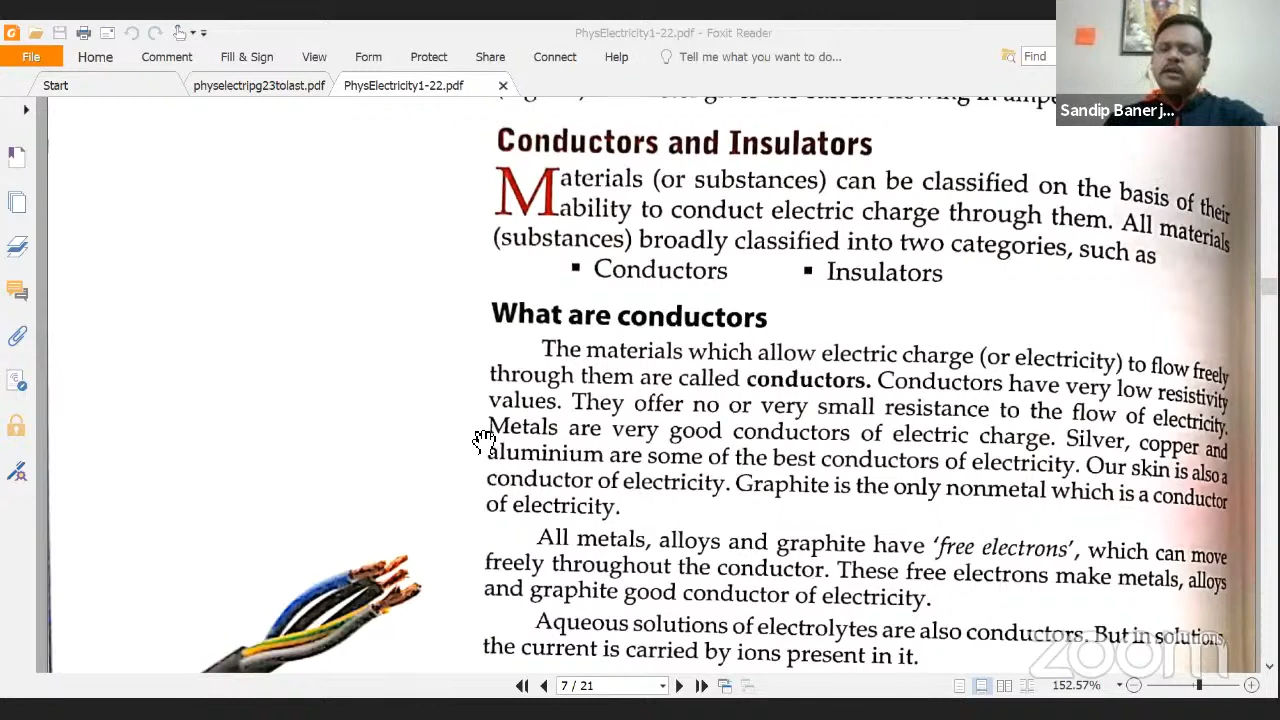 PhysElectricity1-22.pdf - Foxit Reader
File Home Comment Fill & Sign View Form Protect Share Connect Help Tell me what you want to do... Find
Start physelectripg23tolast.pdf PhysElectricity1-22.pdf
Sandip Banerj...
Conductors and Insulators
Materials (or substances) can be classified on the basis of their
ability to conduct electric charge through them. All materials
(substances) broadly classified into two categories, such as
▪ Conductors ▪ Insulators
What are conductors
The materials which allow electric charge (or electricity) to flow freely
through them are called conductors. Conductors have very low resistivity
values. They offer no or very small resistance to the flow of electricity.
Metals are very good conductors of electric charge. Silver, copper and
aluminium are some of the best conductors of electricity. Our skin is also a
conductor of electricity. Graphite is the only nonmetal which is a conductor
of electricity.
All metals, alloys and graphite have 'free electrons', which can move
freely throughout the conductor. These free electrons make metals, alloys
and graphite good conductor of electricity.
Aqueous solutions of electrolytes are also conductors. But in solutions,
the current is carried by ions present in it.
zoom
7 / 21 152.57%